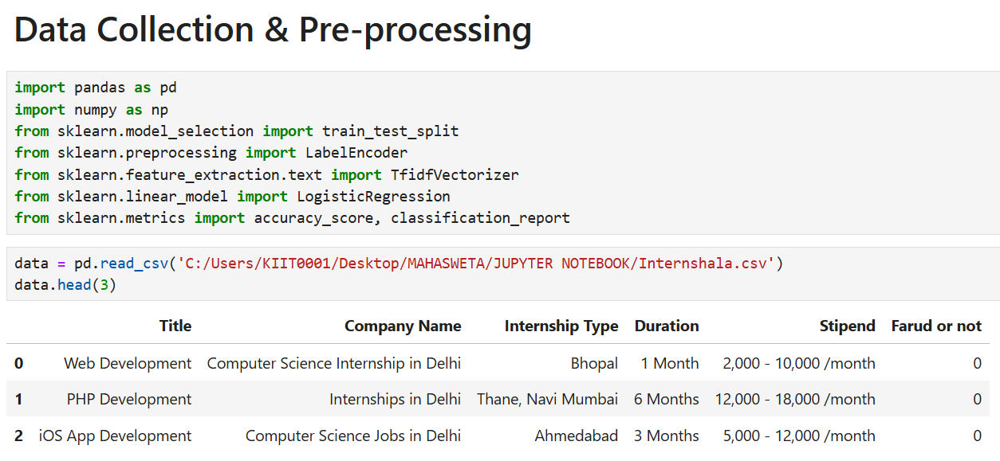 Data Collection & Pre-processing
import pandas as pd
import numpy as np
from sklearn.model_selection import train_test_split
from sklearn.preprocessing import LabelEncoder
from sklearn.feature_extraction.text import TfidfVectorizer
from sklearn.linear_model import LogisticRegression
from sklearn.metrics import accuracy_score, classification_report
data = pd.read_csv('C:/Users/KIIT0001/Desktop/MAHASWETA/JUPYTER NOTEBOOK/Internshala.csv')
data.head(3)
Title Company Name Internship Type Duration Stipend Farud or not
0 Web Development Computer Science Internship in Delhi Bhopal 1 Month 2,000 - 10,000 /month 0
1 PHP Development Internships in Delhi Thane, Navi Mumbai 6 Months 12,000 - 18,000 /month 0
2 iOS App Development Computer Science Jobs in Delhi Ahmedabad 3 Months 5,000 - 12,000 /month 0